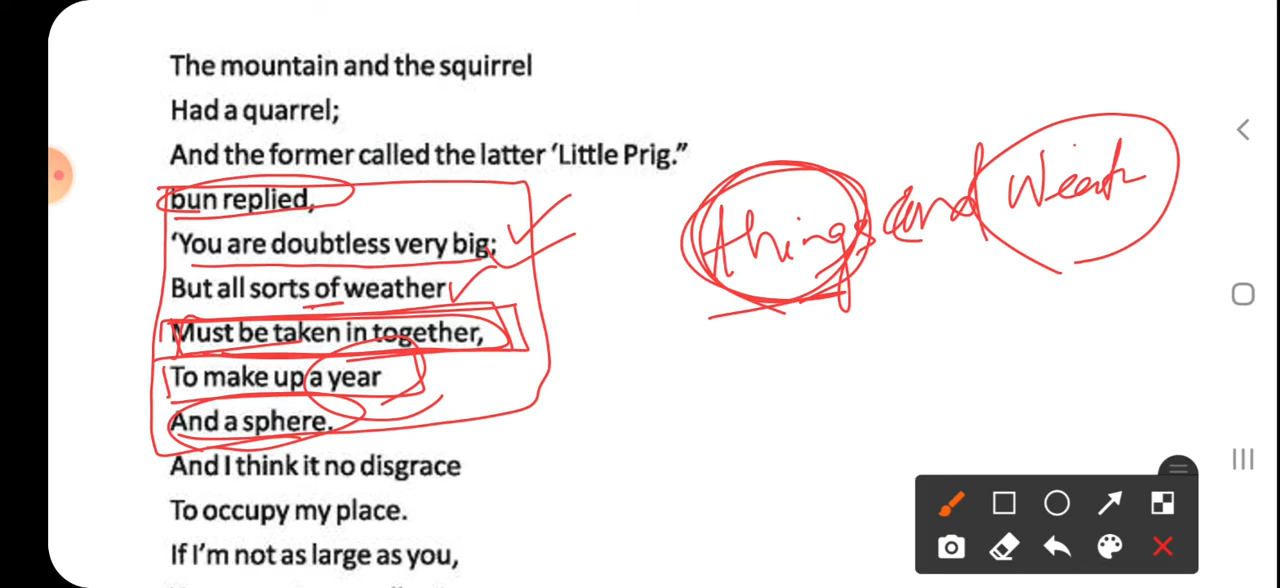 The mountain and the squirrel
Had a quarrel;
And the former called the latter ‘Little Prig.”
bun replied,
‘You are doubtless very big;
But all sorts of weather
Must be taken in together,
To make up a year
And a sphere.
And I think it no disgrace
To occupy my place.
If I’m not as large as you,
things and Weath